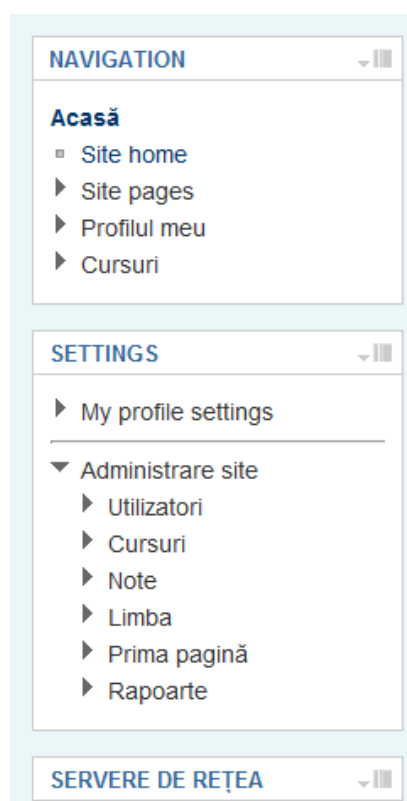 NAVIGATION
Acasă
Site home
Site pages
Profilul meu
Cursuri
SETTINGS
My profile settings
Administrare site
Utilizatori
Cursuri
Note
Limba
Prima pagină
Rapoarte
SERVERE DE REȚEA